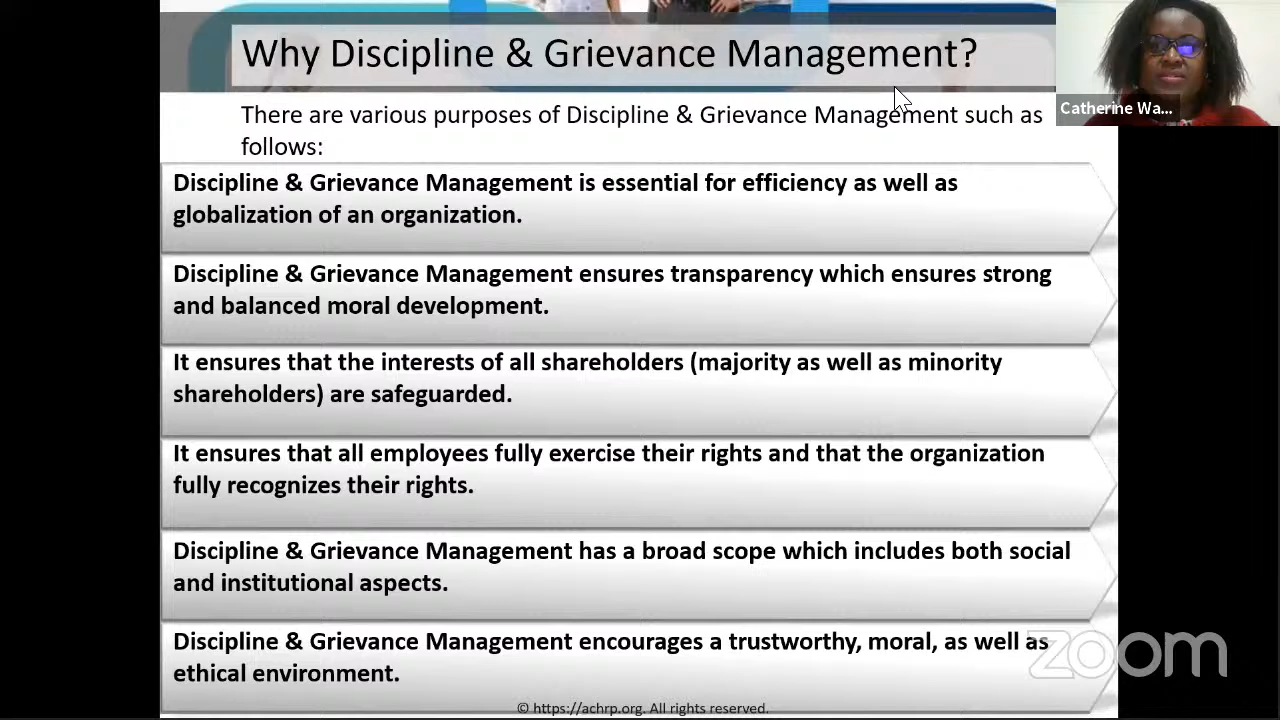 Why Discipline & Grievance Management?
Catherine Wa...
There are various purposes of Discipline & Grievance Management such as
follows:
Discipline & Grievance Management is essential for efficiency as well as
globalization of an organization.
Discipline & Grievance Management ensures transparency which ensures strong
and balanced moral development.
It ensures that the interests of all shareholders (majority as well as minority
shareholders) are safeguarded.
It ensures that all employees fully exercise their rights and that the organization
fully recognizes their rights.
Discipline & Grievance Management has a broad scope which includes both social
and institutional aspects.
Discipline & Grievance Management encourages a trustworthy, moral, as well as
ethical environment.
zoom
© https://achrp.org. All rights reserved.